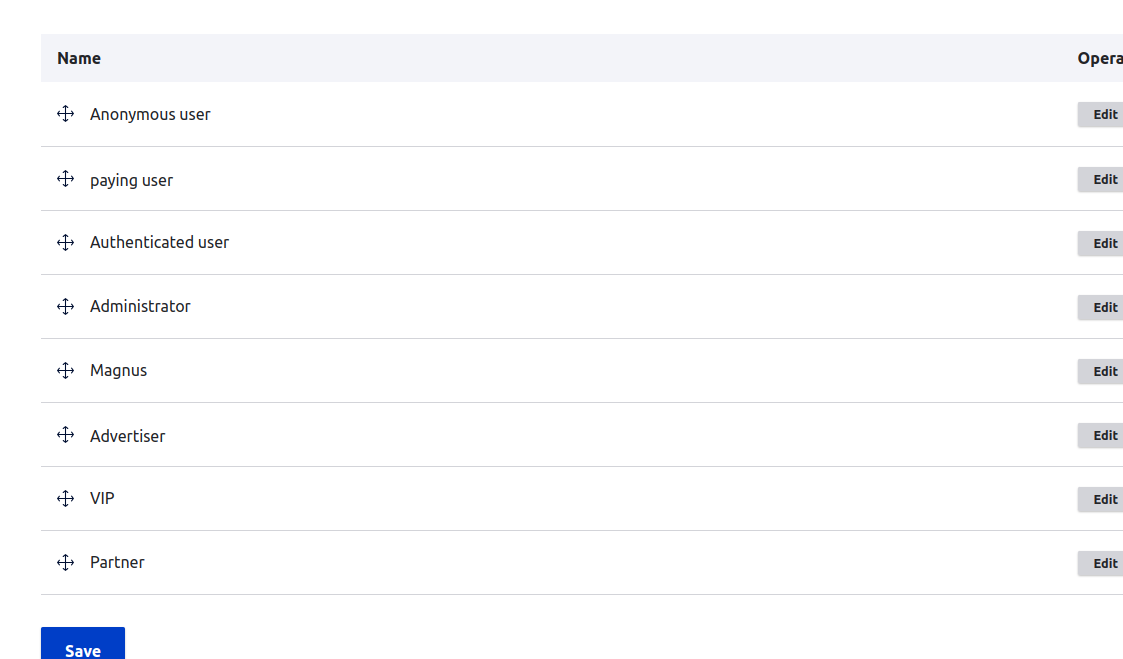 Name Opera
Anonymous user Edit
paying user Edit
Authenticated user Edit
Administrator Edit
Magnus Edit
Advertiser Edit
VIP Edit
Partner Edit
Save